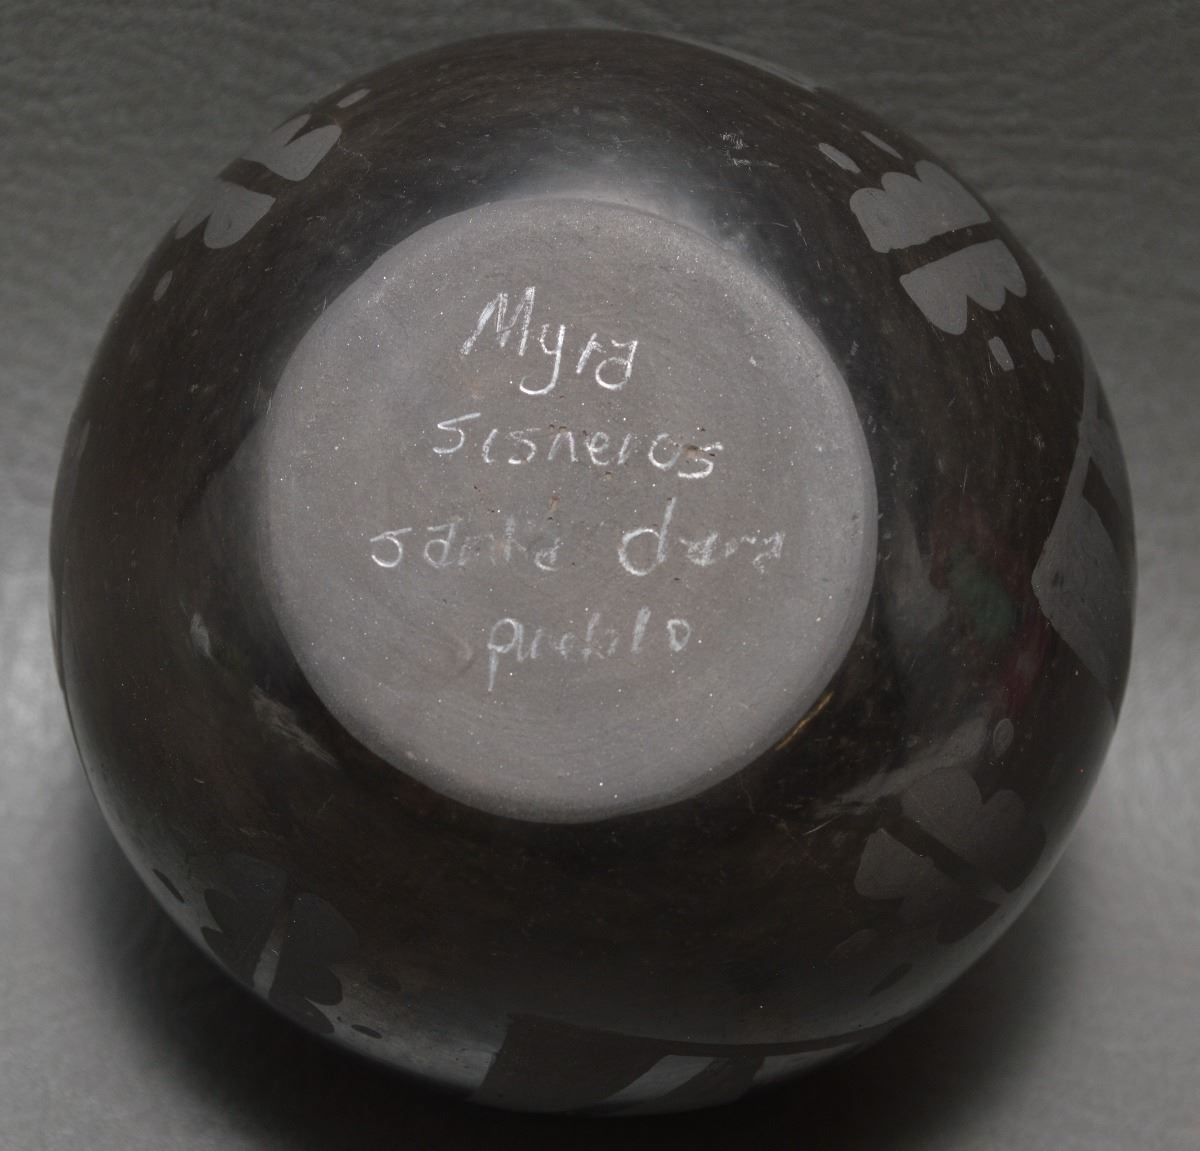 Myra
Sisneros
Santa Clara
pueblo